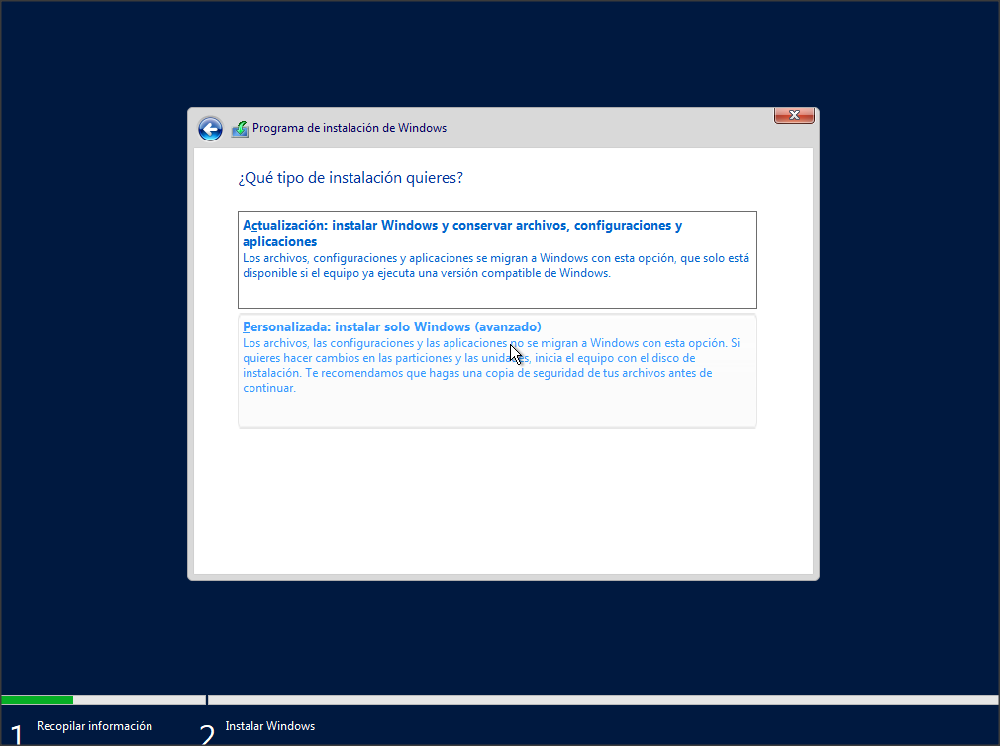 Programa de instalación de Windows
¿Qué tipo de instalación quieres?
Actualización: instalar Windows y conservar archivos, configuraciones y
aplicaciones
Los archivos, configuraciones y aplicaciones se migran a Windows con esta opción, que solo está
disponible si el equipo ya ejecuta una versión compatible de Windows.
Personalizada: instalar solo Windows (avanzado)
Los archivos, las configuraciones y las aplicaciones no se migran a Windows con esta opción. Si
quieres hacer cambios en las particiones y las unidades, inicia el equipo con el disco de
instalación. Te recomendamos que hagas una copia de seguridad de tus archivos antes de
continuar.
1 Recopilar información
2 Instalar Windows